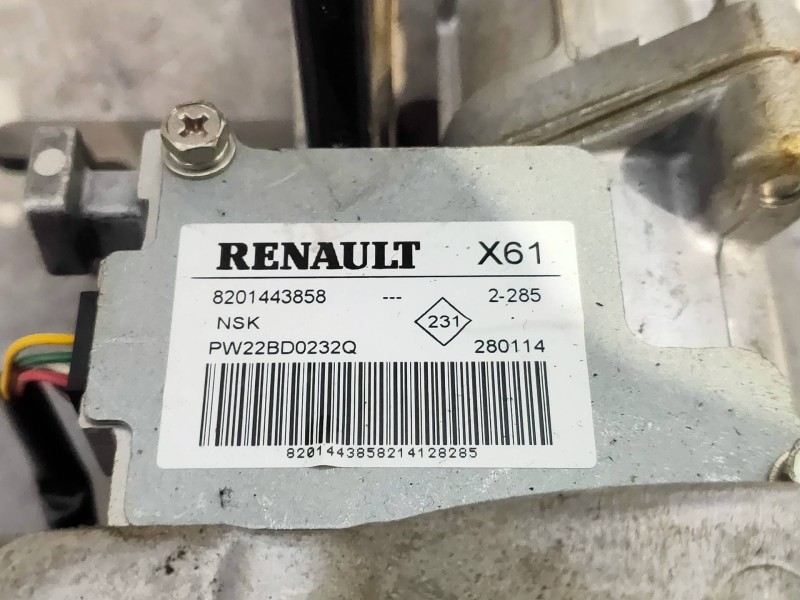 RENAULT X61
8201443858 --- 2-285
NSK 231
PW22BD0232Q 280114
8201443858214128285